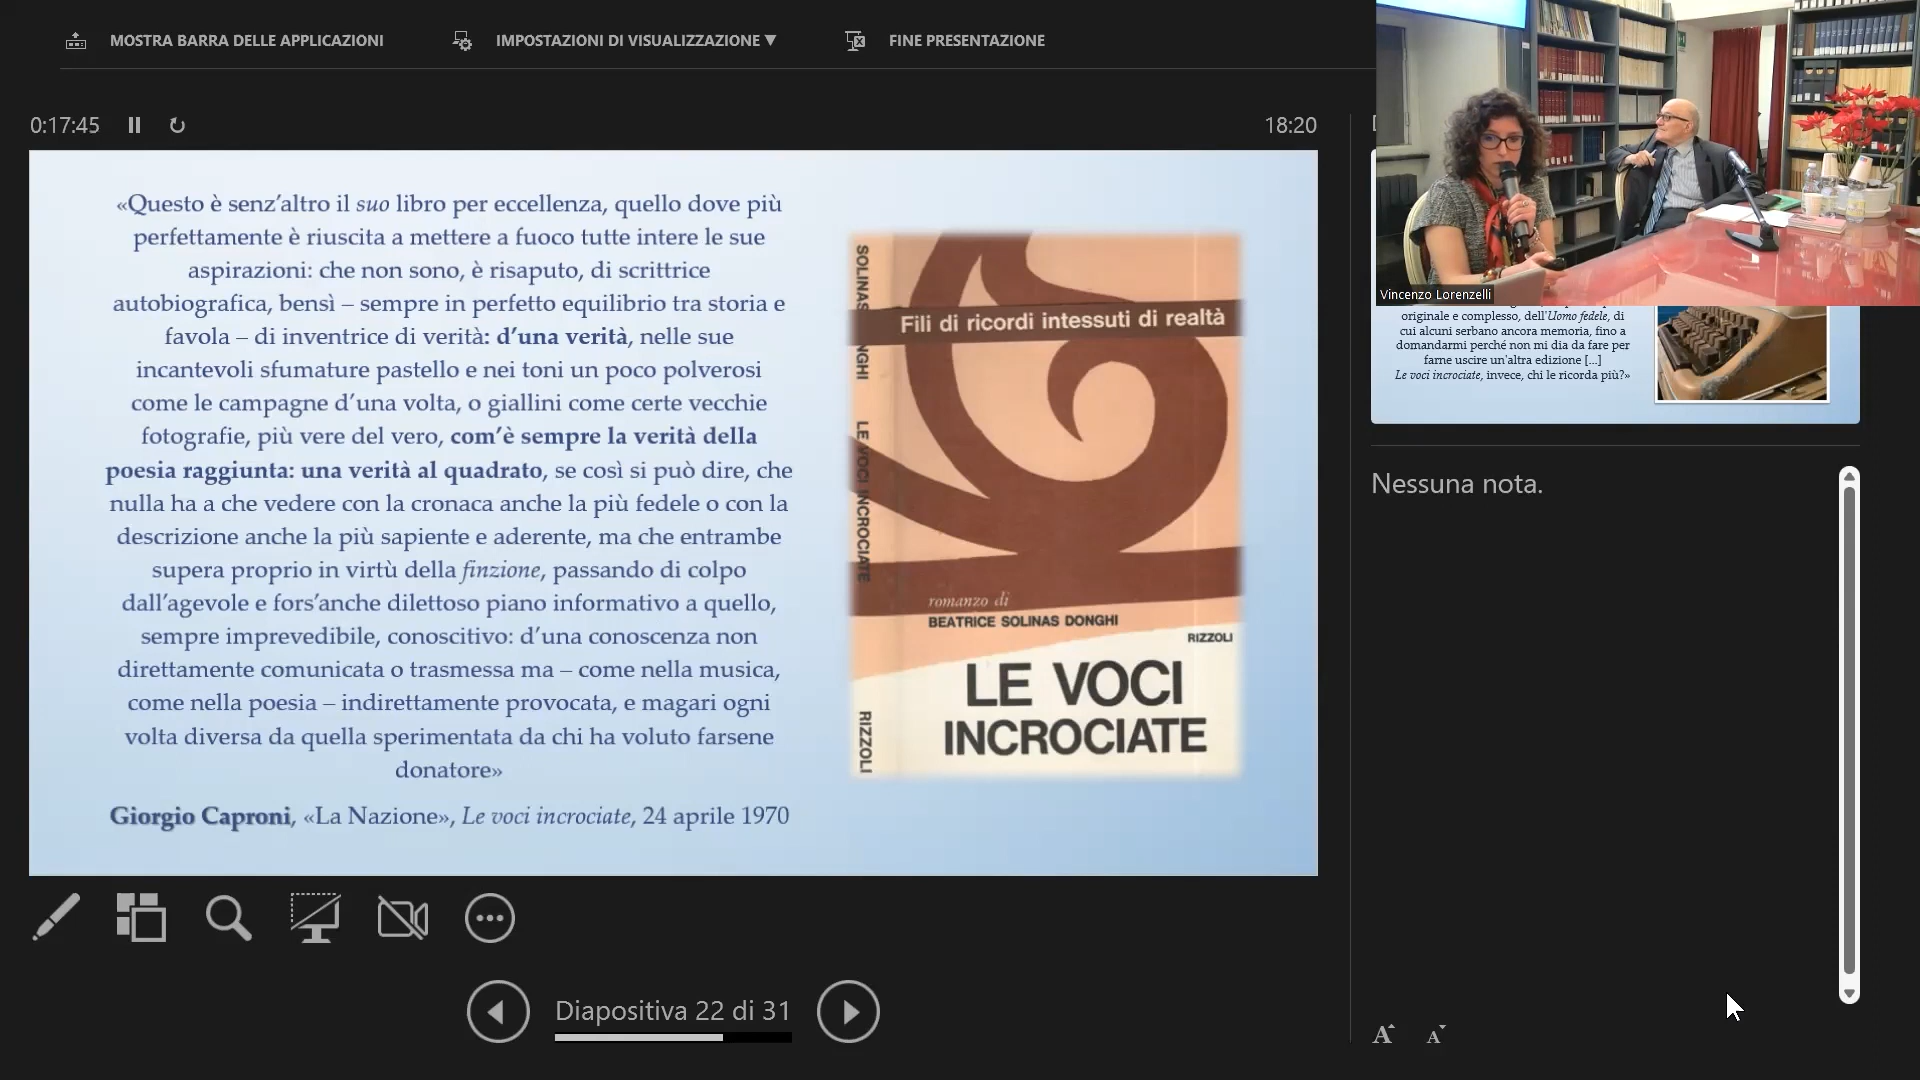 MOSTRA BARRA DELLE APPLICAZIONI
IMPOSTAZIONI DI VISUALIZZAZIONE ▼
FINE PRESENTAZIONE
0:17:45
18:20
«Questo è senz’altro il suo libro per eccellenza, quello dove più
perfettamente è riuscita a mettere a fuoco tutte intere le sue
aspirazioni: che non sono, è risaputo, di scrittrice
autobiografica, bensì – sempre in perfetto equilibrio tra storia e
favola – di inventrice di verità: d’una verità, nelle sue
incantevoli sfumature pastello e nei toni un poco polverosi
come le campagne d’una volta, o giallini come certe vecchie
fotografie, più vere del vero, com’è sempre la verità della
poesia raggiunta: una verità al quadrato, se così si può dire, che
nulla ha a che vedere con la cronaca anche la più fedele o con la
descrizione anche la più sapiente e aderente, ma che entrambe
supera proprio in virtù della finzione, passando di colpo
dall’agevole e fors’anche dilettoso piano informativo a quello,
sempre imprevedibile, conoscitivo: d’una conoscenza non
direttamente comunicata o trasmessa ma – come nella musica,
come nella poesia – indirettamente provocata, e magari ogni
volta diversa da quella sperimentata da chi ha voluto farsene
donatore»
Giorgio Caproni, «La Nazione», Le voci incrociate, 24 aprile 1970
SOLINAS
NGHI
LE VOCI INCROCIATE
RIZZOLI
Fili di ricordi intessuti di realtà
romanzo di
BEATRICE SOLINAS DONGHI
RIZZOLI
LE VOCI
INCROCIATE
Vincenzo Lorenzelli
originale e complesso, dell'Uomo fedele, di
cui alcuni serbano ancora memoria, fino a
domandarmi perché non mi dia da fare per
farne uscire un'altra edizione [...]
Le voci incrociate, invece, chi le ricorda più?»
Nessuna nota.
Diapositiva 22 di 31
A A